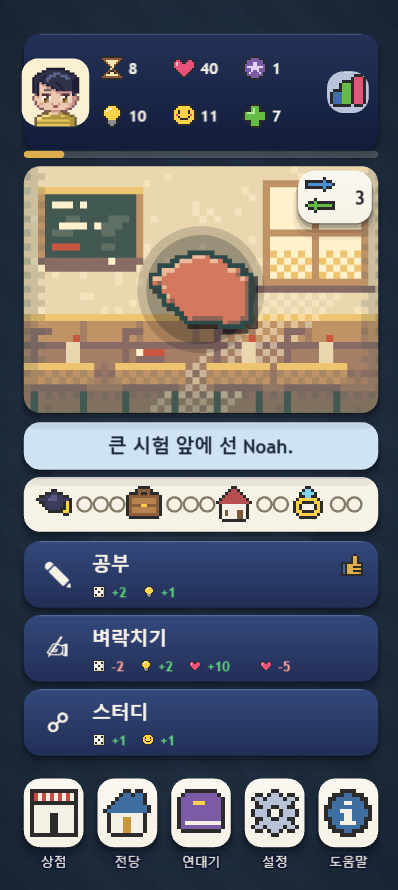 8 40 1
10 11 7
3
큰 시험 앞에 선 Noah.
공부
+2 +1
벼락치기
-2 +2 +10 -5
스터디
+1 +1
상점 전당 연대기 설정 도움말